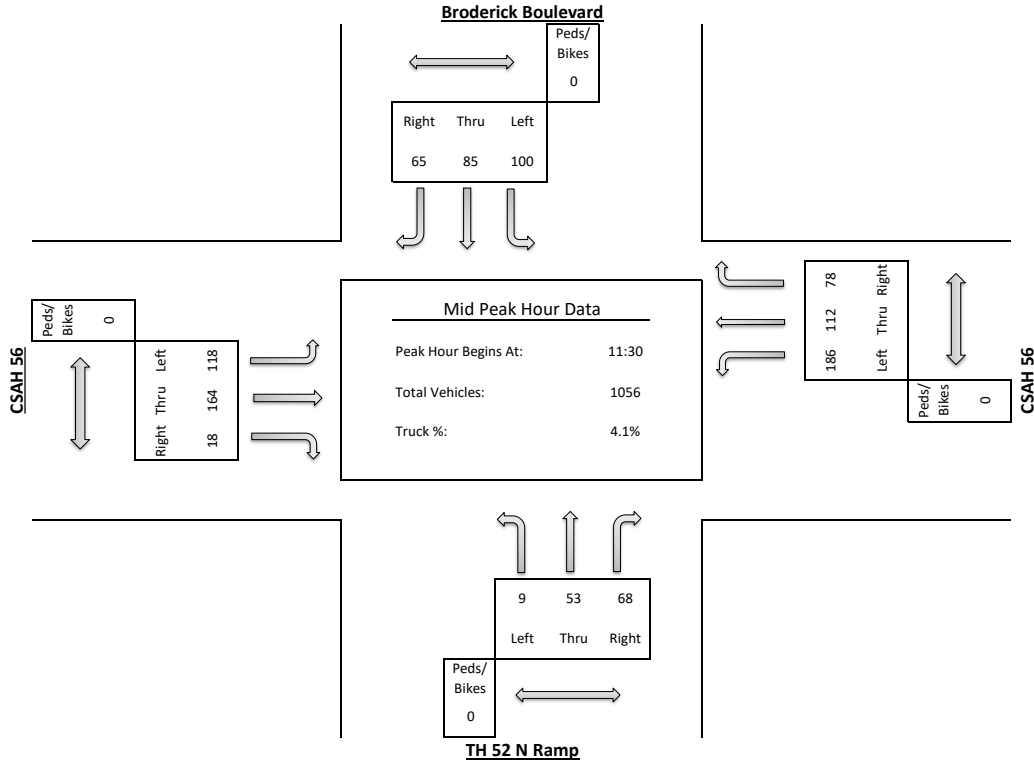 Broderick Boulevard
Peds/
Bikes
0
Right Thru Left
65 85 100
CSAH 56
Peds/
Bikes
0
Right Thru Left
18 164 118
Mid Peak Hour Data
Peak Hour Begins At: 11:30
Total Vehicles: 1056
Truck %: 4.1%
186 112 78
Left Thru Right
Peds/
Bikes
0
CSAH 56
9 53 68
Left Thru Right
Peds/
Bikes
0
TH 52 N Ramp